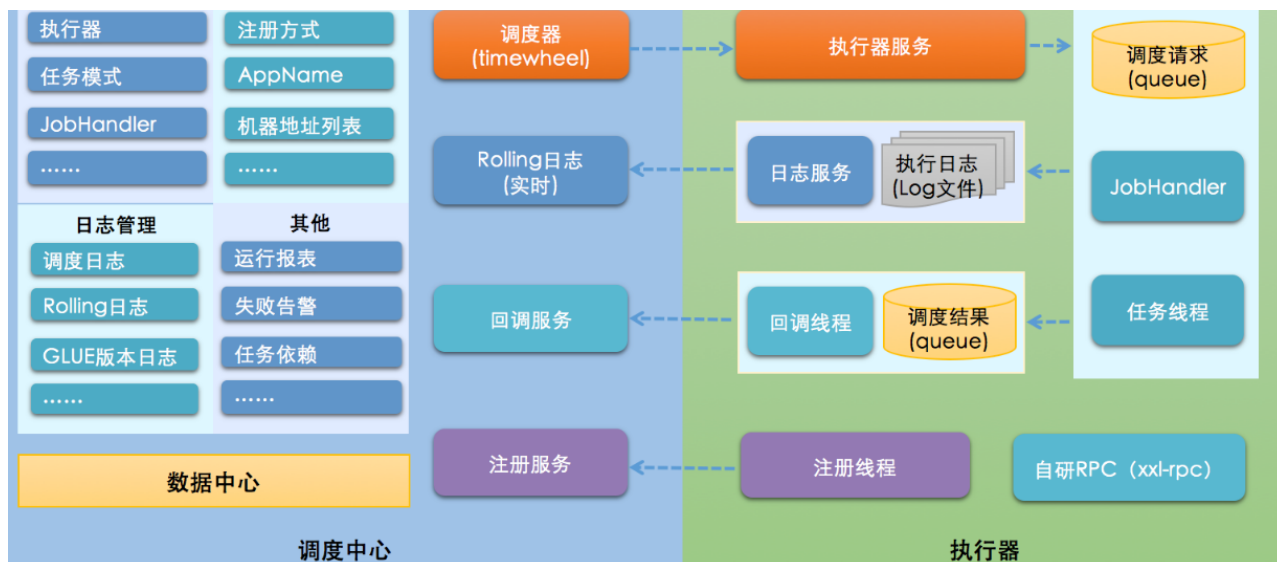 执行器
任务模式
JobHandler
……
注册方式
AppName
机器地址列表
……
日志管理
调度日志
Rolling日志
GLUE版本日志
……
其他
运行报表
失败告警
任务依赖
……
数据中心
调度器
(timewheel)
Rolling日志
(实时)
回调服务
注册服务
调度中心
执行器服务
日志服务
执行日志
(Log文件)
回调线程
调度结果
(queue)
注册线程
调度请求
(queue)
JobHandler
任务线程
自研RPC（xxl-rpc）
执行器